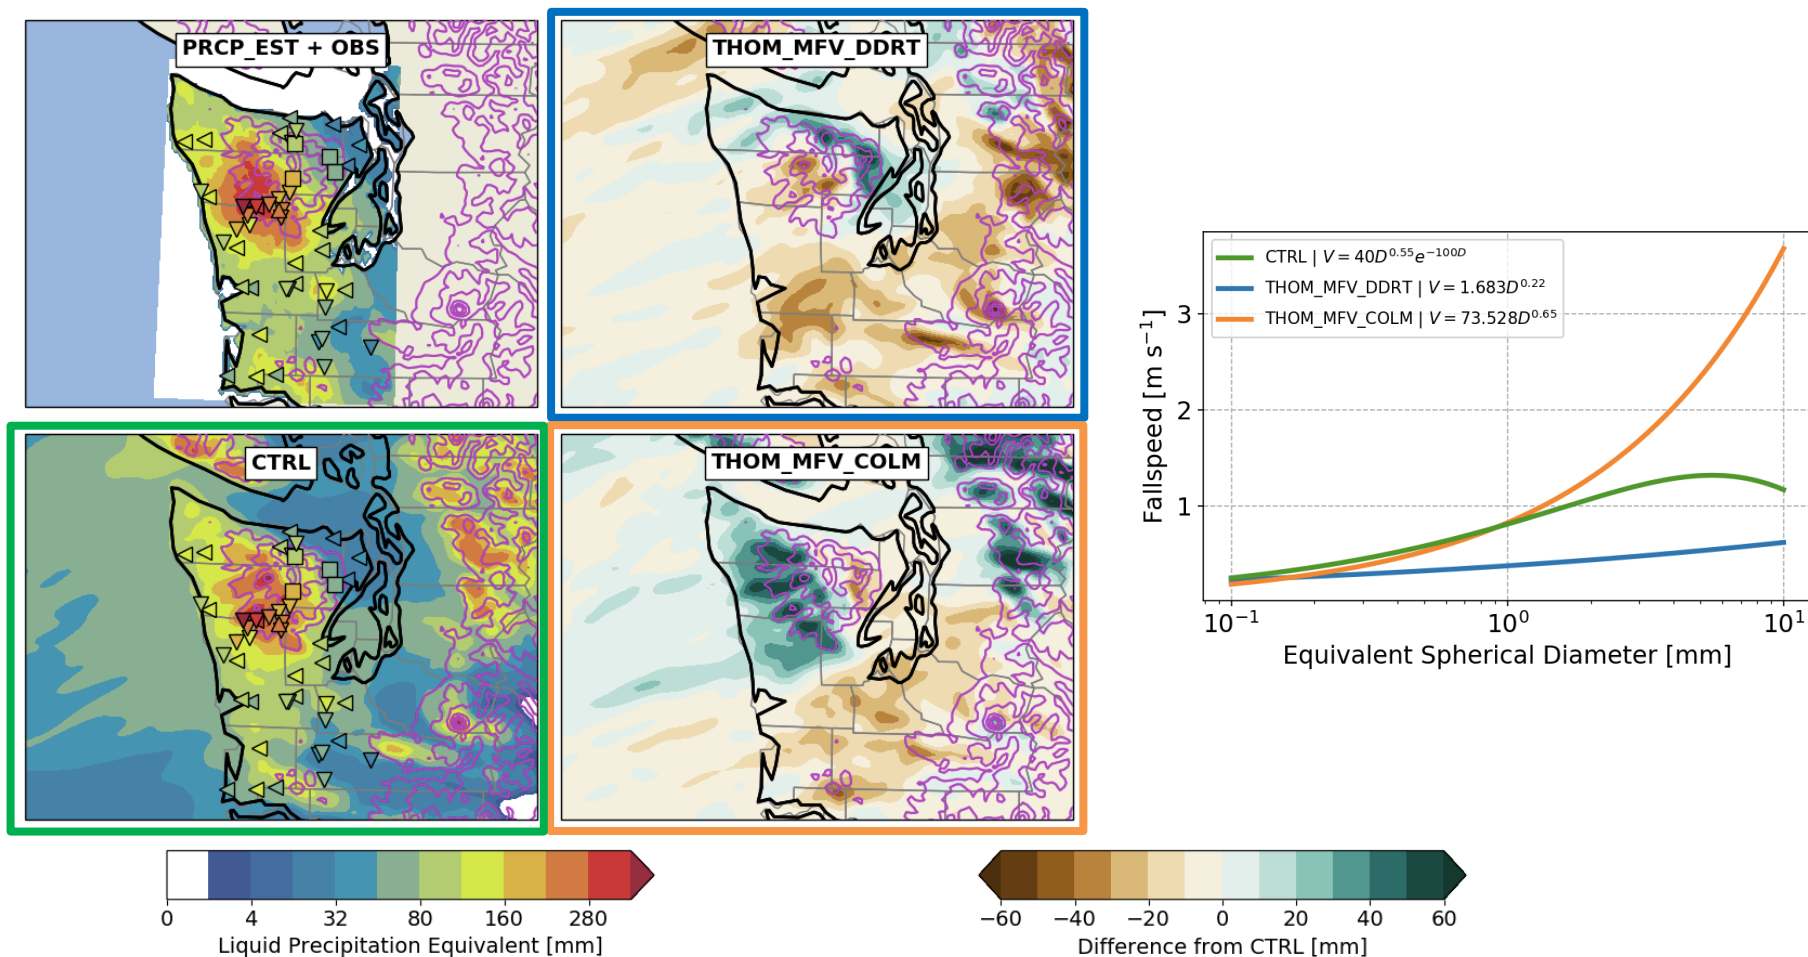 PRCP_EST + OBS
THOM_MFV_DDRT
CTRL
THOM_MFV_COLM
0 4 32 80 160 280
Liquid Precipitation Equivalent [mm]
−60 −40 −20 0 20 40 60
Difference from CTRL [mm]
CTRL | V = 40D^0.55e^−100D
THOM_MFV_DDRT | V = 1.683D^0.22
THOM_MFV_COLM | V = 73.528D^0.65
3
2
1
Fallspeed [m s^−1]
10^−1 10^0 10^1
Equivalent Spherical Diameter [mm]